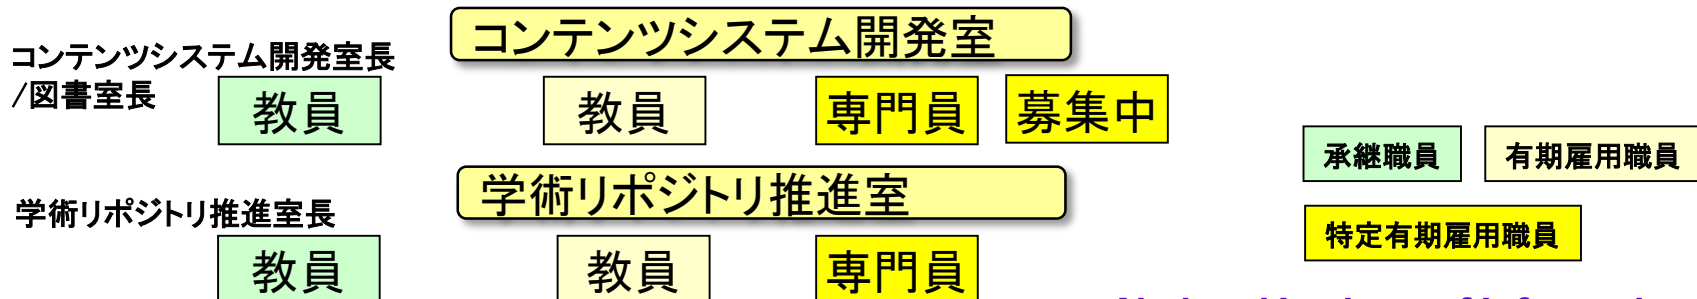 コンテンツシステム開発室
コンテンツシステム開発室長
/図書室長
教員
教員
専門員
募集中
承継職員
有期雇用職員
学術リポジトリ推進室
学術リポジトリ推進室長
特定有期雇用職員
教員
教員
専門員